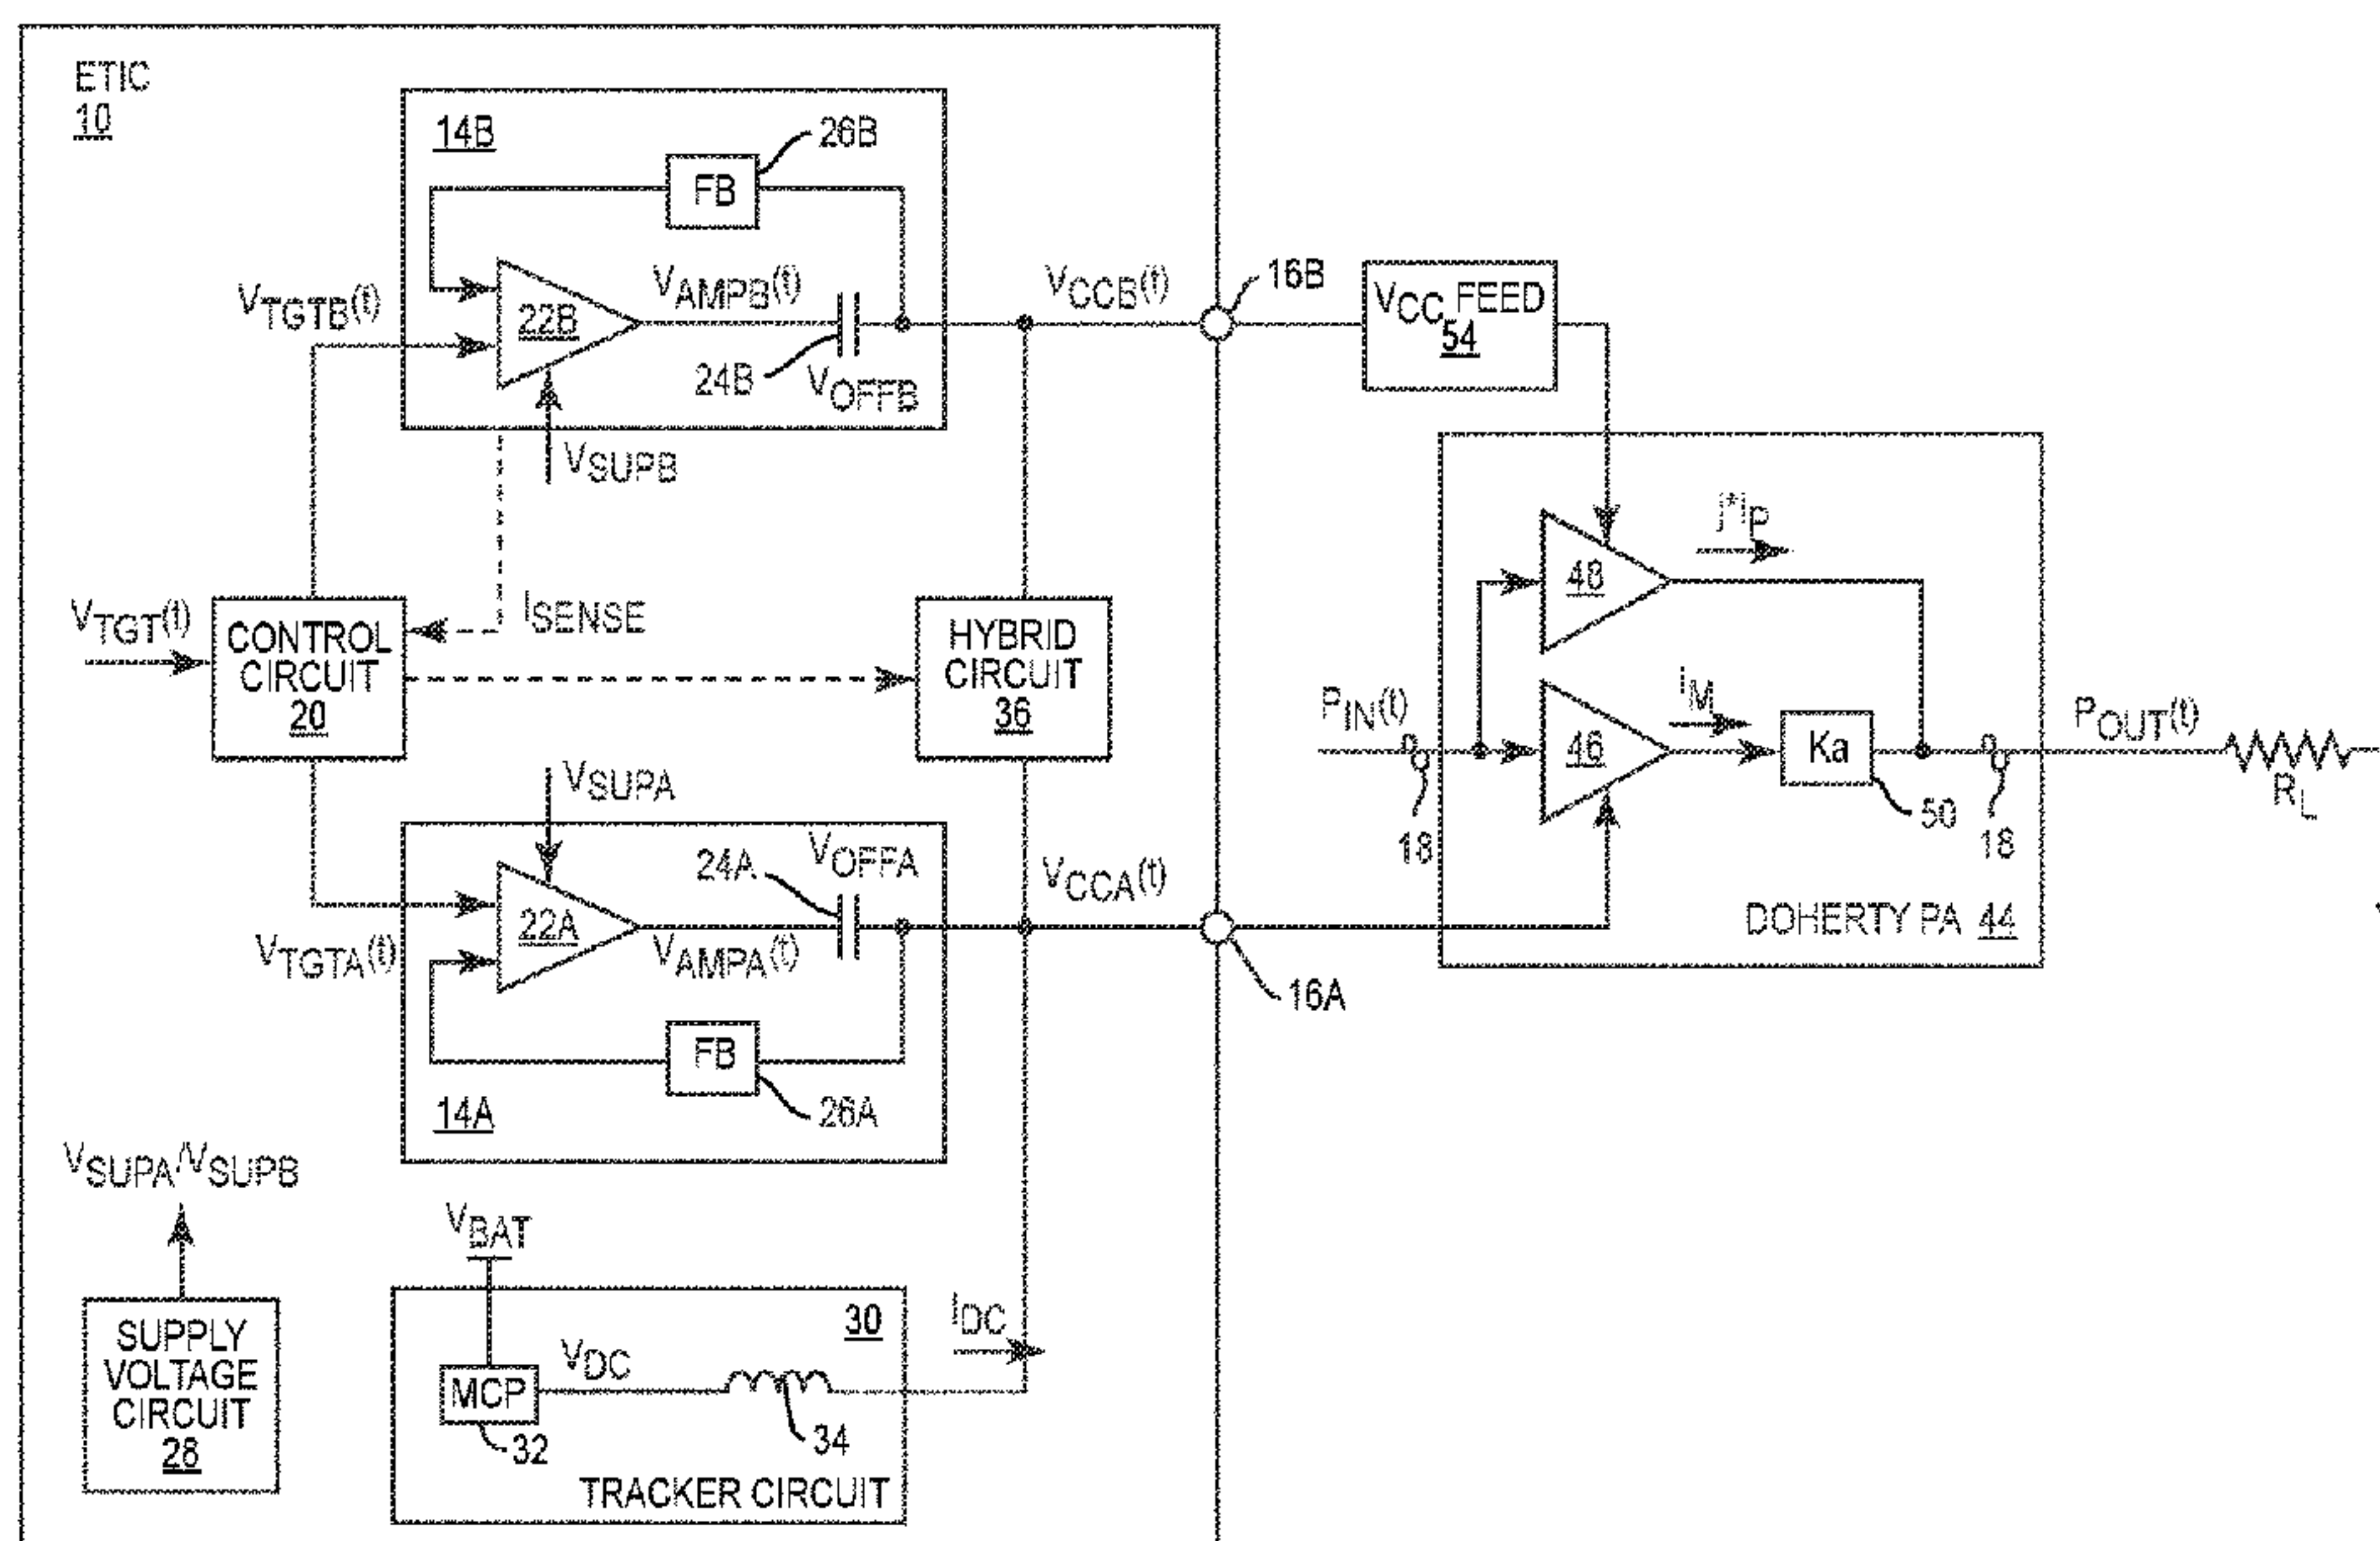 ETIC
10
14B
26B
FB
VTGTB(t)
22B
VAMPB(t)
24B
VOFFB
VCCB(t)
16B
VCC FEED
54
VSUPB
ISENSE
VTGT(t)
CONTROL
CIRCUIT
20
HYBRID
CIRCUIT
36
j*IP
48
PIN(t)
IM
46
Ka
50
18
18
POUT(t)
RL
DOHERTY PA 44
VSUPA
24A
VOFFA
VCCA(t)
22A
VTGTA(t)
VAMPA(t)
16A
FB
26A
14A
VSUPA/VSUPB
SUPPLY
VOLTAGE
CIRCUIT
28
VBAT
30
IDC
MCP
VDC
32
34
TRACKER CIRCUIT